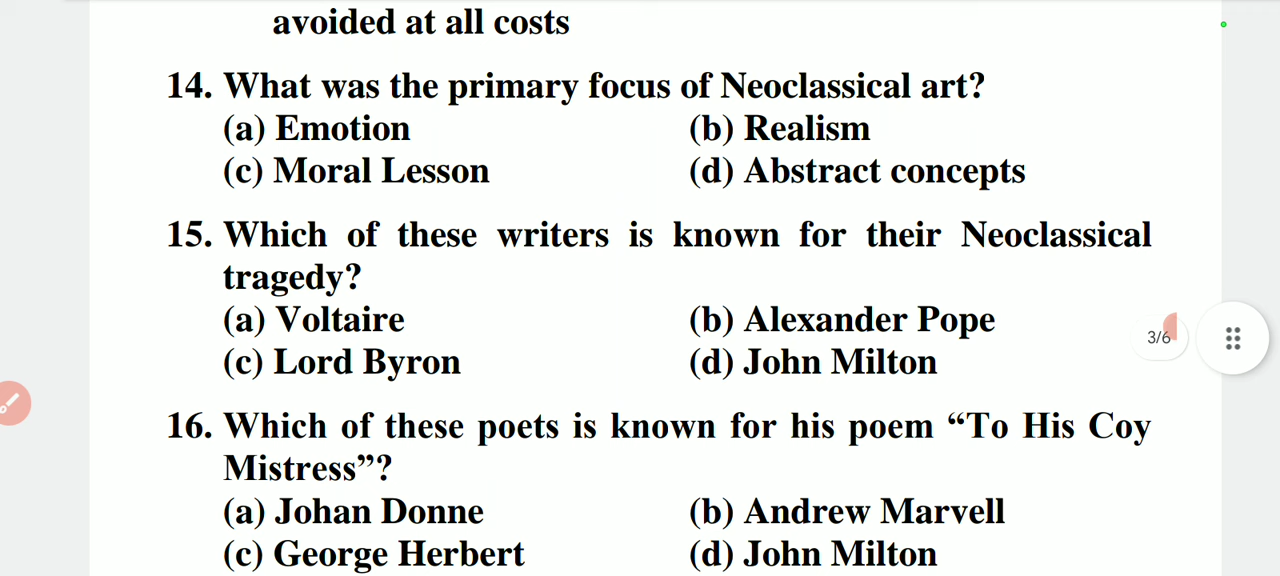 avoided at all costs
14. What was the primary focus of Neoclassical art?
(a) Emotion (b) Realism
(c) Moral Lesson (d) Abstract concepts
15. Which of these writers is known for their Neoclassical
tragedy?
(a) Voltaire (b) Alexander Pope
(c) Lord Byron (d) John Milton
3/6
16. Which of these poets is known for his poem “To His Coy
Mistress”?
(a) Johan Donne (b) Andrew Marvell
(c) George Herbert (d) John Milton